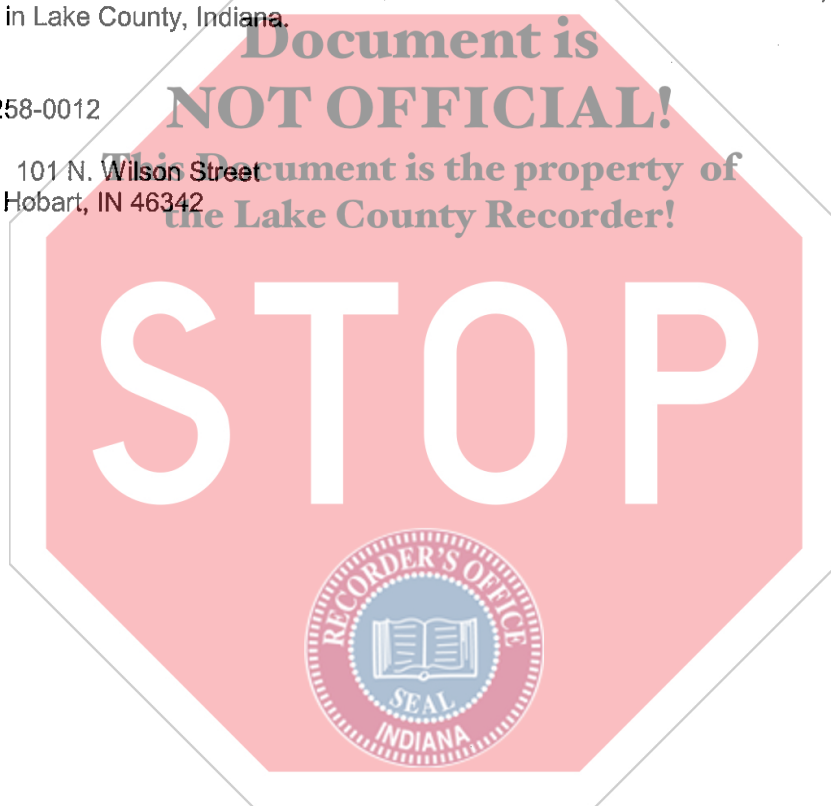 in Lake County, Indiana.
Document is
258-0012
NOT OFFICIAL!
This Document is the property of
101 N. Wilson Street
Hobart, IN 46342
the Lake County Recorder!
STOP
RECORDER'S OFFICE
SEAL
INDIANA